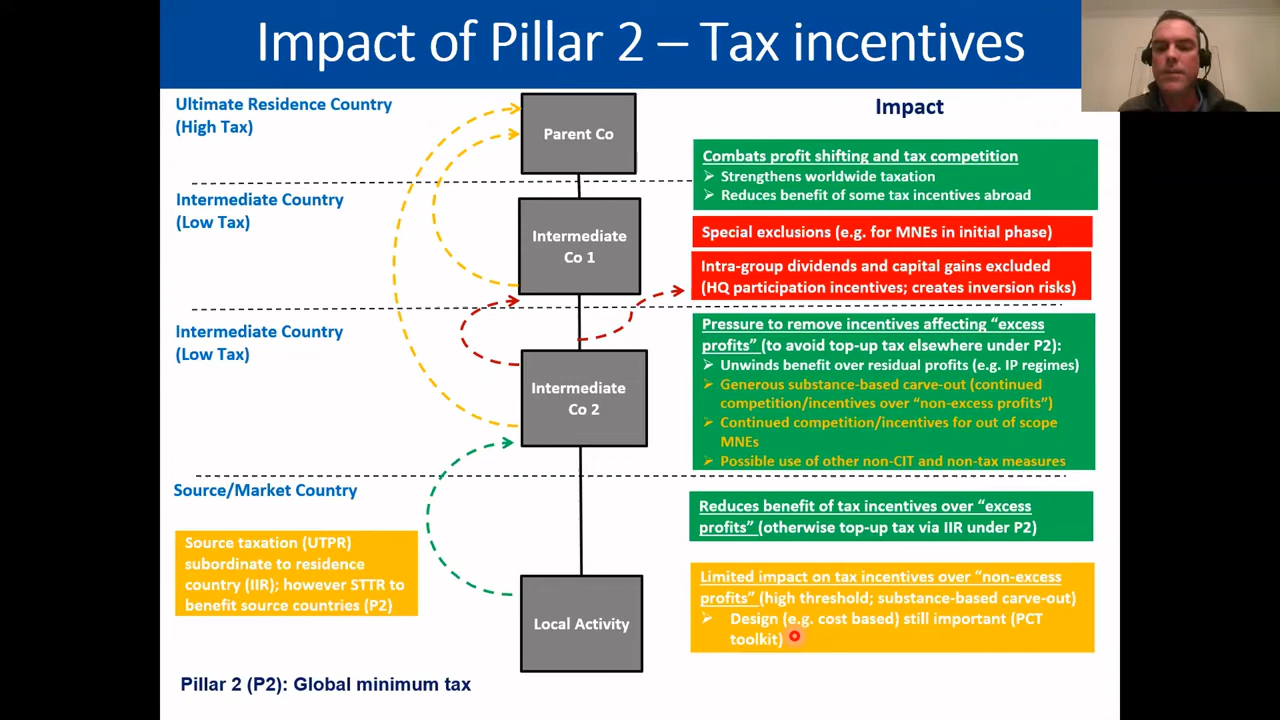 Impact of Pillar 2 – Tax incentives
Ultimate Residence Country
(High Tax)
Parent Co
Impact
Combats profit shifting and tax competition
➢ Strengthens worldwide taxation
➢ Reduces benefit of some tax incentives abroad
Intermediate Country
(Low Tax)
Intermediate
Co 1
Special exclusions (e.g. for MNEs in initial phase)
Intra-group dividends and capital gains excluded
(HQ participation incentives; creates inversion risks)
Intermediate Country
(Low Tax)
Intermediate
Co 2
Pressure to remove incentives affecting “excess
profits” (to avoid top-up tax elsewhere under P2):
➢ Unwinds benefit over residual profits (e.g. IP regimes)
➢ Generous substance-based carve-out (continued
competition/incentives over “non-excess profits”)
➢ Continued competition/incentives for out of scope
MNEs
➢ Possible use of other non-CIT and non-tax measures
Source/Market Country
Reduces benefit of tax incentives over “excess
profits” (otherwise top-up tax via IIR under P2)
Source taxation (UTPR)
subordinate to residence
country (IIR); however STTR to
benefit source countries (P2)
Local Activity
Limited impact on tax incentives over “non-excess
profits” (high threshold; substance-based carve-out)
➢ Design (e.g. cost based) still important (PCT
toolkit)
Pillar 2 (P2): Global minimum tax